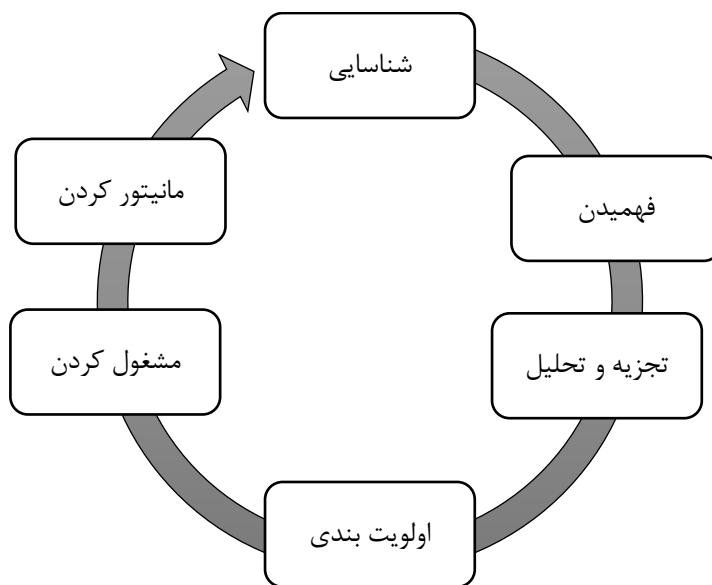 شناسایی
فهمیدن
تجزیه و تحلیل
اولویت بندی
مشغول کردن
مانیتور کردن